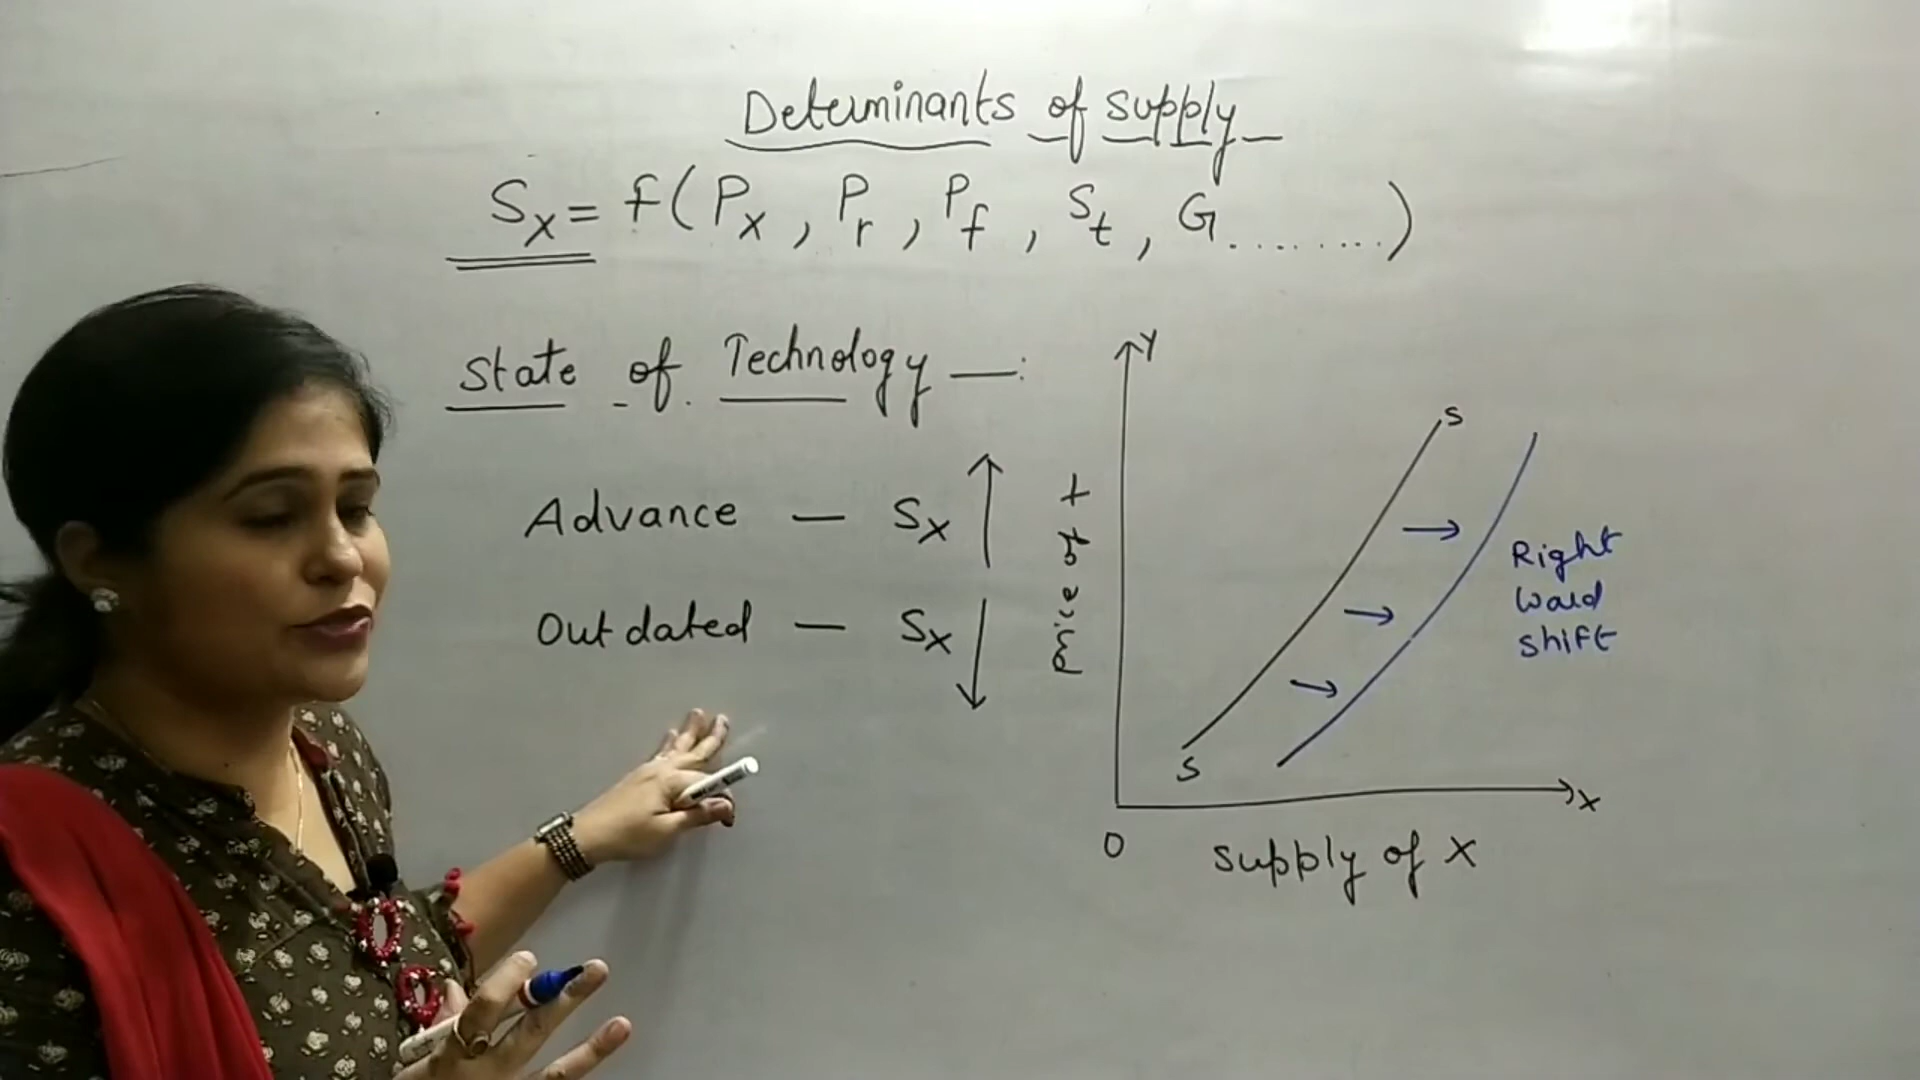 Determinants of supply
Sx = f(Px, Pr, Pf, St, G........)
State of Technology —:
Advance — Sx ↑
Outdated — Sx ↓
Y
Price of x
S
S
Right
ward
shift
X
O
supply of x